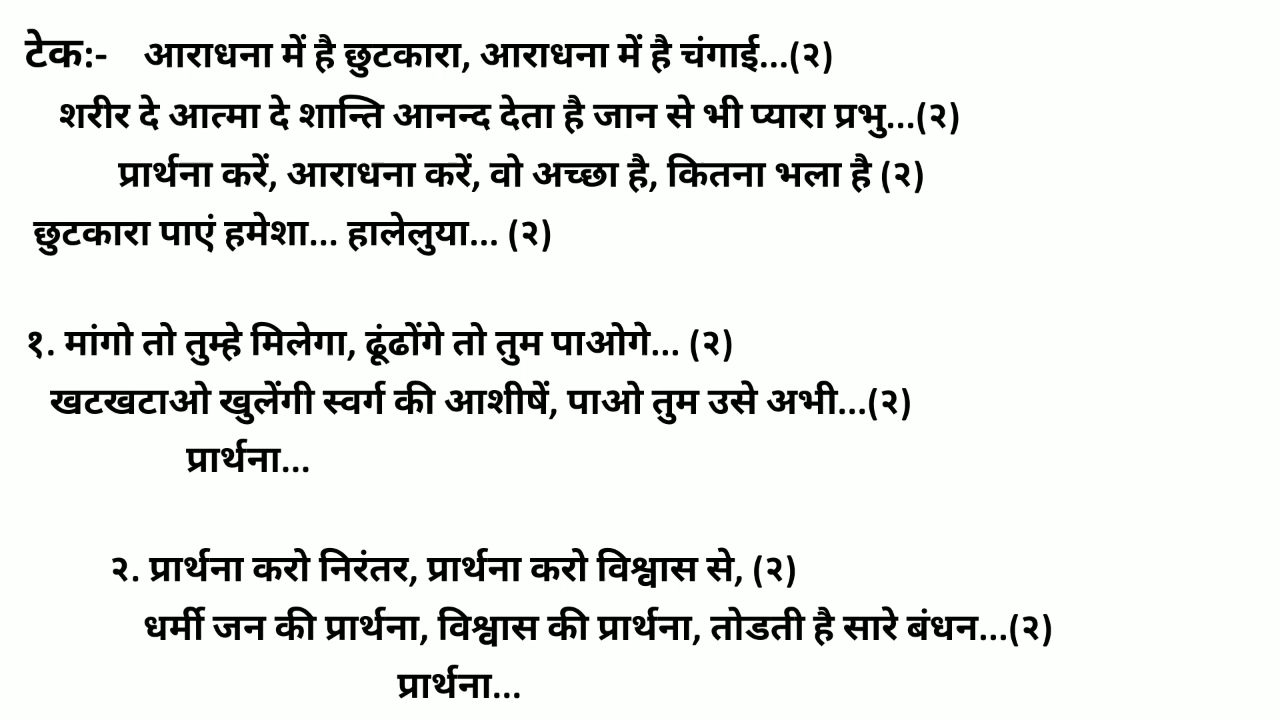 टेक:- आराधना में है छुटकारा, आराधना में है चंगाई...(२)
शरीर दे आत्मा दे शान्ति आनन्द देता है जान से भी प्यारा प्रभु...(२)
प्रार्थना करें, आराधना करें, वो अच्छा है, कितना भला है (२)
छुटकारा पाएं हमेशा... हालेलुया... (२)
१. मांगो तो तुम्हे मिलेगा, ढूंढोंगे तो तुम पाओगे... (२)
खटखटाओ खुलेंगी स्वर्ग की आशीषें, पाओ तुम उसे अभी...(२)
प्रार्थना...
२. प्रार्थना करो निरंतर, प्रार्थना करो विश्वास से, (२)
धर्मी जन की प्रार्थना, विश्वास की प्रार्थना, तोडती है सारे बंधन...(२)
प्रार्थना...